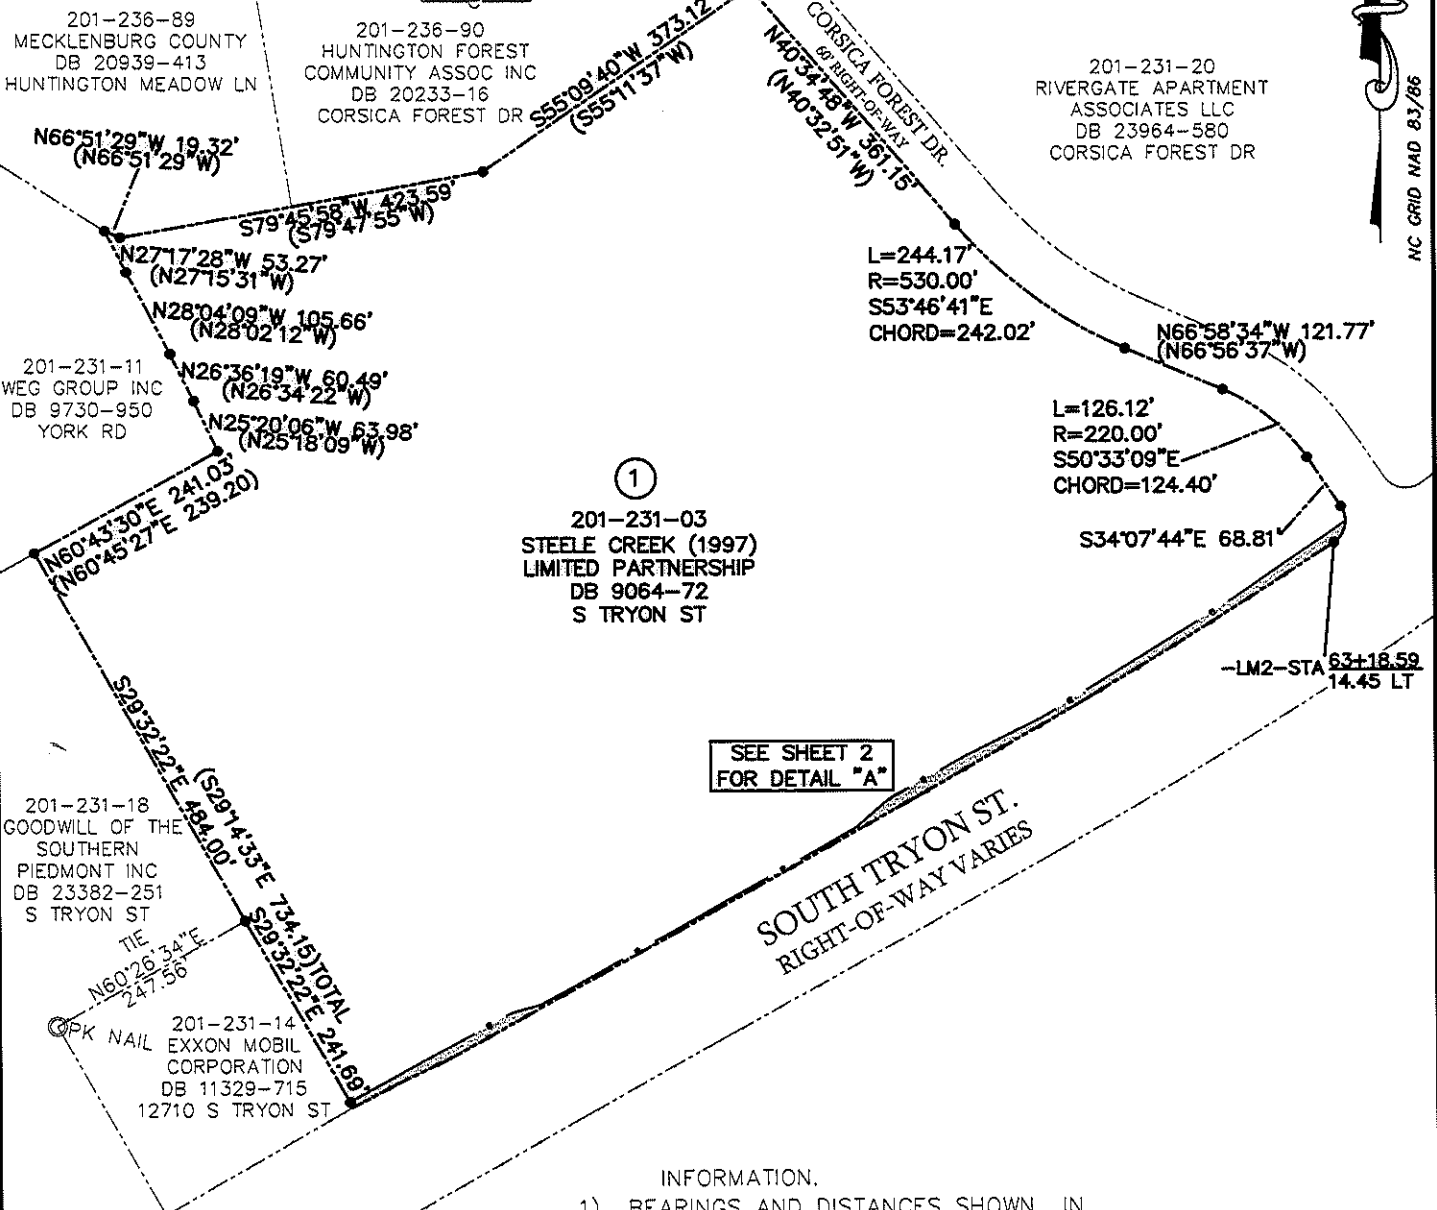 201-236-89
MECKLENBURG COUNTY
DB 20939-413
HUNTINGTON MEADOW LN
201-236-90
HUNTINGTON FOREST
COMMUNITY ASSOC INC
DB 20233-16
CORSICA FOREST DR
S55°09'40"W 373.12'
(S55°11'37"W)
CORSICA FOREST DR.
60' RIGHT-OF-WAY
N40°34'48"W 361.15'
(N40°32'51"W)
201-231-20
RIVERGATE APARTMENT
ASSOCIATES LLC
DB 23964-580
CORSICA FOREST DR
NC GRID NAD 83/86
N66°51'29"W 19.32'
(N66°51'29"W)
S79°45'58"W 423.59'
(S79°47'55"W)
N27°17'28"W 53.27'
(N27°15'31"W)
N28°04'09"W 105.66'
(N28°02'12"W)
N26°36'19"W 60.49'
(N26°34'22"W)
N25°20'06"W 63.98'
(N25°18'09"W)
201-231-11
WEG GROUP INC
DB 9730-950
YORK RD
L=244.17'
R=530.00'
S53°46'41"E
CHORD=242.02'
N66°58'34"W 121.77'
(N66°56'37"W)
L=126.12'
R=220.00'
S50°33'09"E
CHORD=124.40'
S34°07'44"E 68.81'
N60°43'30"E 241.03'
(N60°45'27"E 239.20)
1
201-231-03
STEELE CREEK (1997)
LIMITED PARTNERSHIP
DB 9064-72
S TRYON ST
-LM2-STA 63+18.59
14.45 LT
SEE SHEET 2
FOR DETAIL "A"
SOUTH TRYON ST.
RIGHT-OF-WAY VARIES
S29°32'22"E 484.00'
(S29°14'33"E 734.15)TOTAL
S29°32'22"E 241.69'
201-231-18
GOODWILL OF THE
SOUTHERN
PIEDMONT INC
DB 23382-251
S TRYON ST
TIE
N60°26'34"E
247.56'
PK NAIL
201-231-14
EXXON MOBIL
CORPORATION
DB 11329-715
12710 S TRYON ST
INFORMATION.
1) BEARINGS AND DISTANCES SHOWN IN